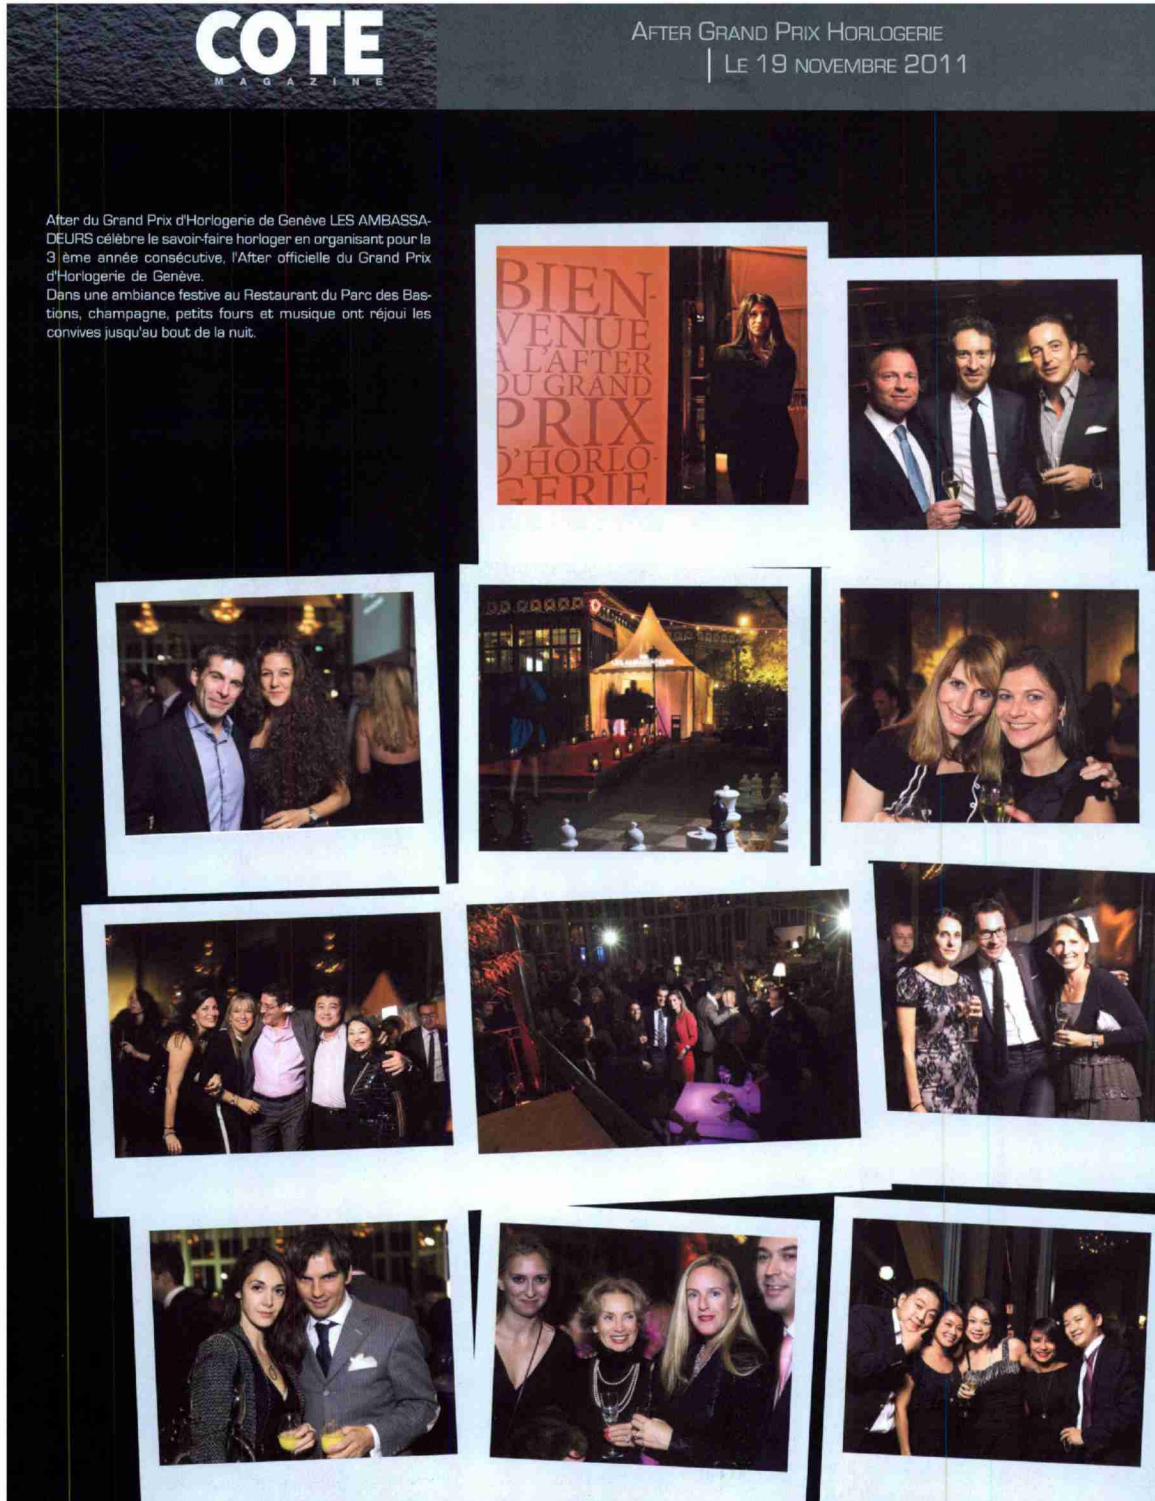 COTE
MAGAZINE
AFTER GRAND PRIX HORLOGERIE
LE 19 NOVEMBRE 2011
After du Grand Prix d'Horlogerie de Genève LES AMBASSA-
DEURS célèbre le savoir-faire horloger en organisant pour la
3 ème année consécutive, l'After officielle du Grand Prix
d'Horlogerie de Genève.
Dans une ambiance festive au Restaurant du Parc des Bas-
tions, champagne, petits fours et musique ont réjoui les
convives jusqu'au bout de la nuit.
BIEN-
VENUE
À L'AFTER
DU GRAND
PRIX
D'HORLO-
GERIE
LES AMBASSADEURS